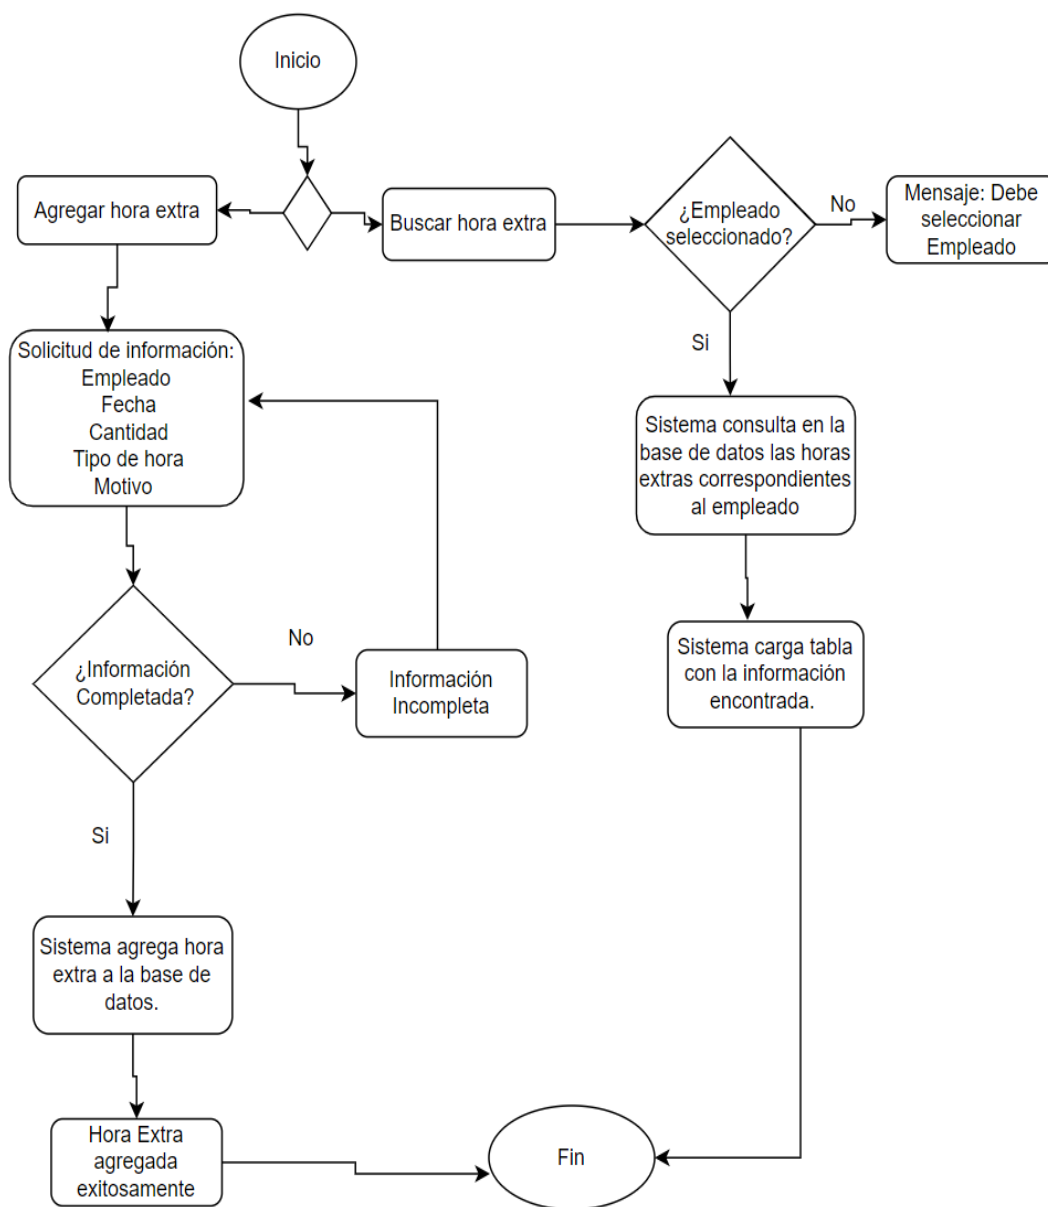 Inicio
Agregar hora extra
Buscar hora extra
¿Empleado
seleccionado?
No
Mensaje: Debe
seleccionar
Empleado
Si
Solicitud de información:
Empleado
Fecha
Cantidad
Tipo de hora
Motivo
Sistema consulta en la
base de datos las horas
extras correspondientes
al empleado
¿Información
Completada?
No
Información
Incompleta
Sistema carga tabla
con la información
encontrada.
Si
Sistema agrega hora
extra a la base de
datos.
Hora Extra
agregada
exitosamente
Fin